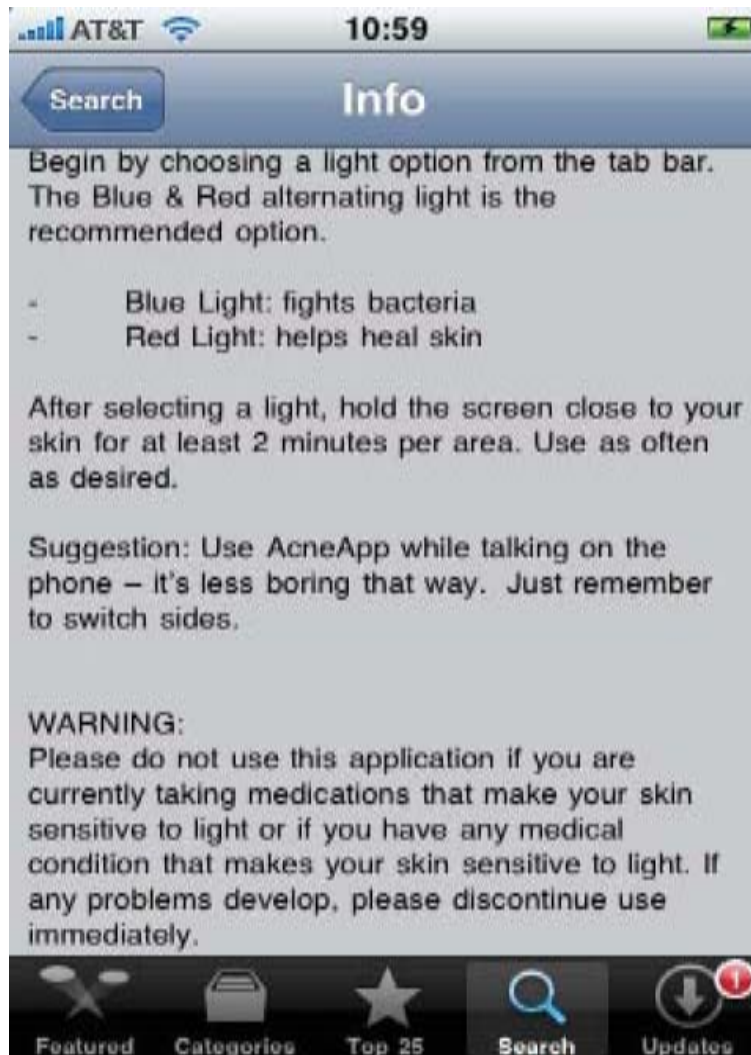 AT&T 10:59
Search Info
Begin by choosing a light option from the tab bar.
The Blue & Red alternating light is the
recommended option.
- Blue Light: fights bacteria
- Red Light: helps heal skin
After selecting a light, hold the screen close to your
skin for at least 2 minutes per area. Use as often
as desired.
Suggestion: Use AcneApp while talking on the
phone – it's less boring that way. Just remember
to switch sides.
WARNING:
Please do not use this application if you are
currently taking medications that make your skin
sensitive to light or if you have any medical
condition that makes your skin sensitive to light. If
any problems develop, please discontinue use
immediately.
1
Featured Categories Top 25 Search Updates